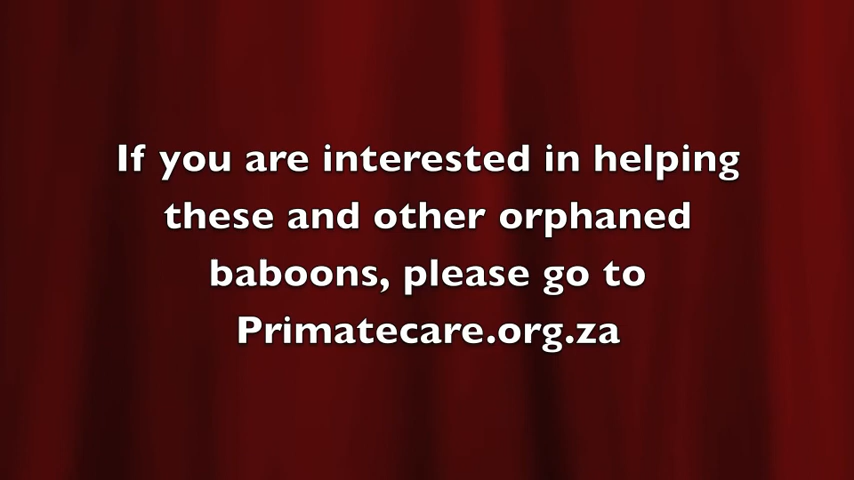 If you are interested in helping
these and other orphaned
baboons, please go to
Primatecare.org.za